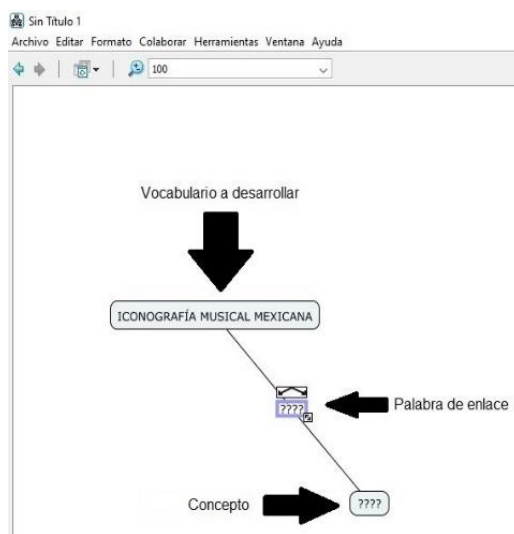 Sin Título 1
Archivo Editar Formato Colaborar Herramientas Ventana Ayuda
100
Vocabulario a desarrollar
ICONOGRAFÍA MUSICAL MEXICANA
????
Palabra de enlace
Concepto
????